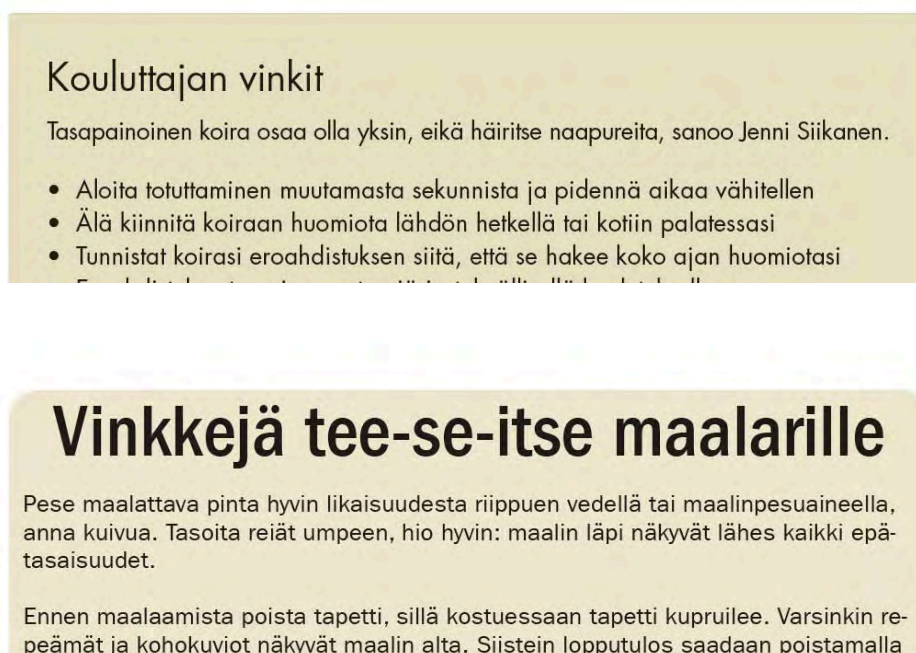 Kouluttajan vinkit
Tasapainoinen koira osaa olla yksin, eikä häiritse naapureita, sanoo Jenni Siikanen.
• Aloita totuttaminen muutamasta sekunnista ja pidennä aikaa vähitellen
• Älä kiinnitä koiraan huomiota lähdön hetkellä tai kotiin palatessasi
• Tunnistat koirasi eroahdistuksen siitä, että se hakee koko ajan huomiotasi
Vinkkejä tee-se-itse maalarille
Pese maalattava pinta hyvin likaisuudesta riippuen vedellä tai maalinpesuaineella,
anna kuivua. Tasoita reiät umpeen, hio hyvin: maalin läpi näkyvät lähes kaikki epä-
tasaisuudet.
Ennen maalaamista poista tapetti, sillä kostuessaan tapetti kupruilee. Varsinkin re-
peämät ja kohokuviot näkyvät maalin alta. Siistein lopputulos saadaan poistamalla